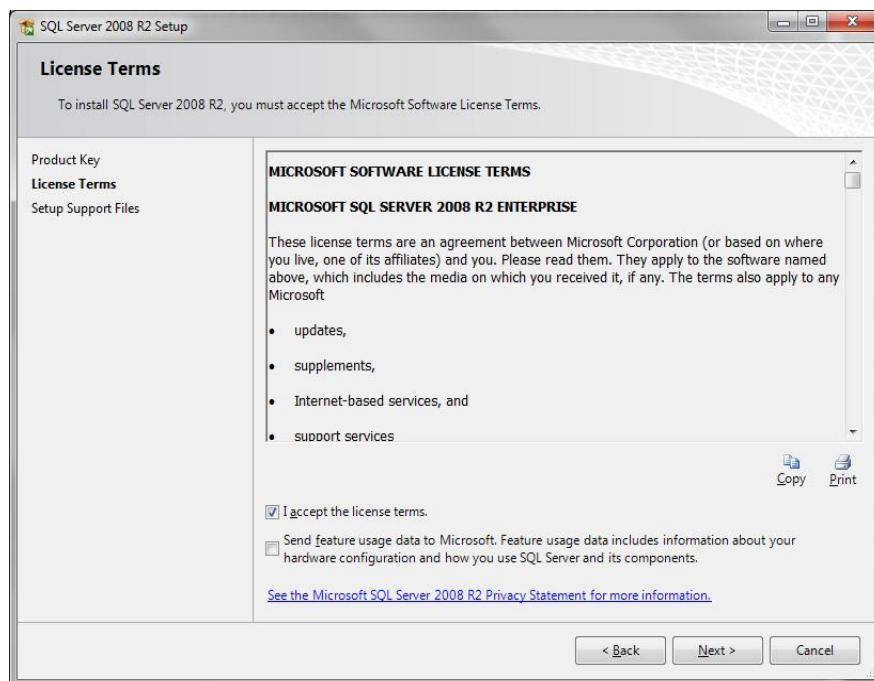 SQL Server 2008 R2 Setup
License Terms
To install SQL Server 2008 R2, you must accept the Microsoft Software License Terms.
Product Key
License Terms
Setup Support Files
MICROSOFT SOFTWARE LICENSE TERMS
MICROSOFT SQL SERVER 2008 R2 ENTERPRISE
These license terms are an agreement between Microsoft Corporation (or based on where
you live, one of its affiliates) and you. Please read them. They apply to the software named
above, which includes the media on which you received it, if any. The terms also apply to any
Microsoft
• updates,
• supplements,
• Internet-based services, and
• support services
Copy Print
I accept the license terms.
Send feature usage data to Microsoft. Feature usage data includes information about your
hardware configuration and how you use SQL Server and its components.
See the Microsoft SQL Server 2008 R2 Privacy Statement for more information.
< Back Next > Cancel